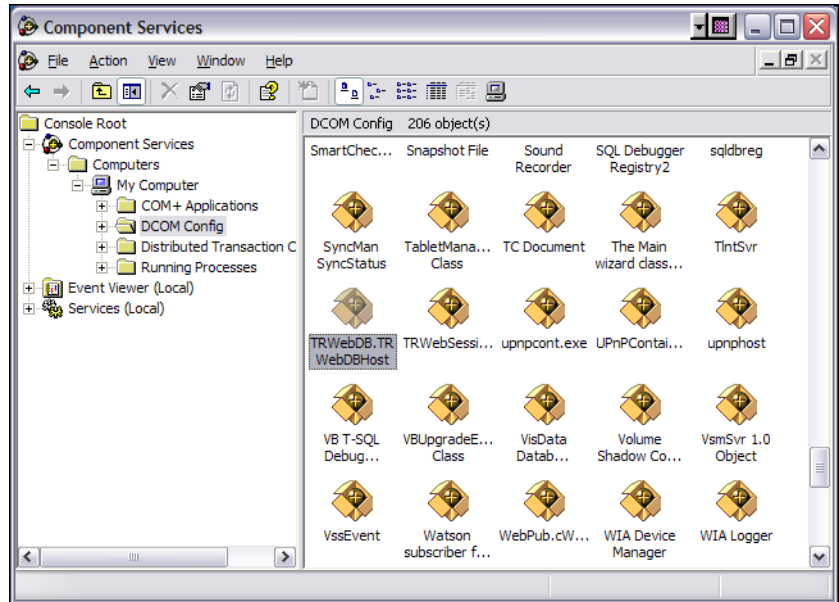 Component Services
File Action View Window Help
Console Root
Component Services
Computers
My Computer
COM+ Applications
DCOM Config
Distributed Transaction C
Running Processes
Event Viewer (Local)
Services (Local)
DCOM Config 206 object(s)
SmartChec... Snapshot File Sound Recorder SQL Debugger Registry2 sqldbreg
SyncMan SyncStatus TabletMana... Class TC Document The Main wizard class... TlntSvr
TRWebDB.TR WebDBHost TRWebSessi... upnpcont.exe UPnPContai... upnphost
VB T-SQL Debug... VBUpgradeE... Class VisData Datab... Volume Shadow Co... VsmSvr 1.0 Object
VssEvent Watson subscriber f... WebPub.cW... WIA Device Manager WIA Logger